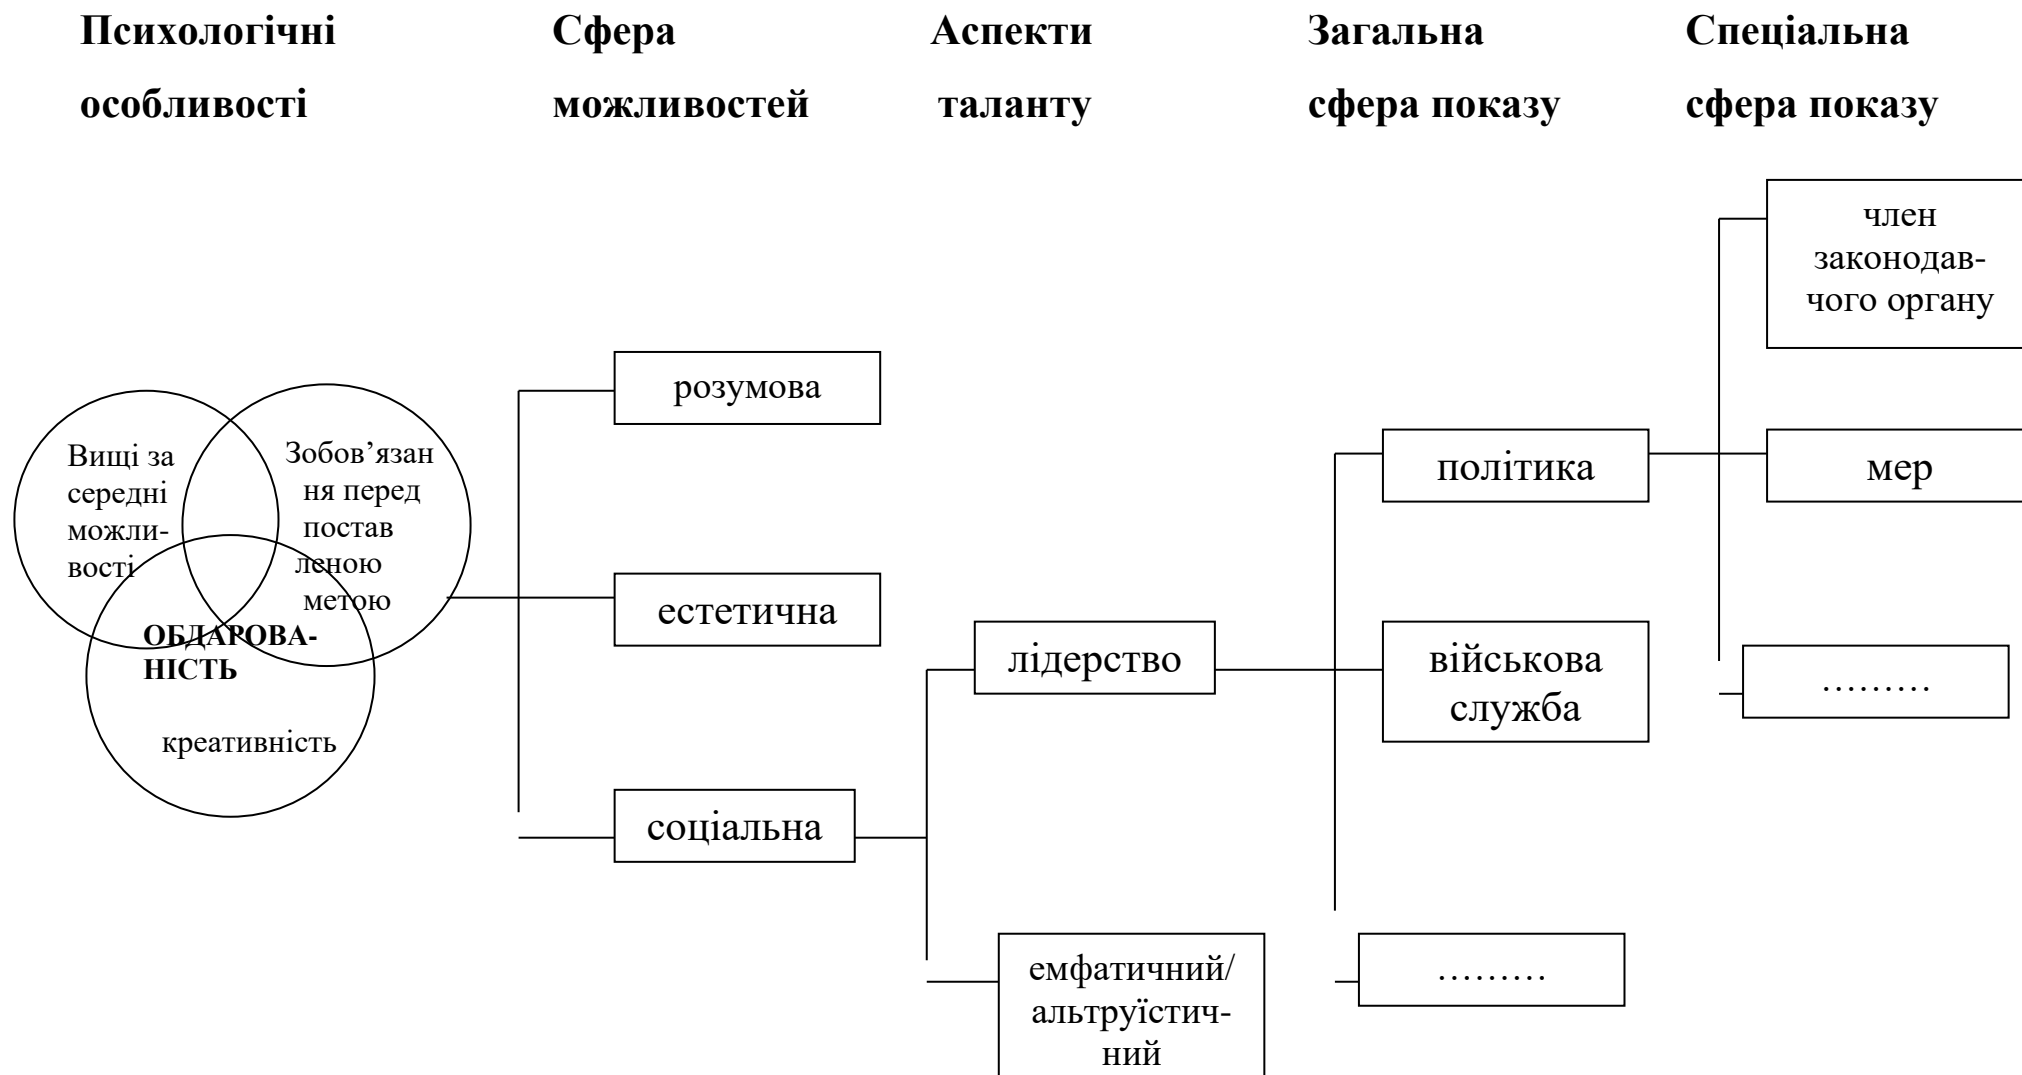 Психологічні
особливості
Сфера
можливостей
Аспекти
таланту
Загальна
сфера показу
Спеціальна
сфера показу
Вищі за
середні
можли-
вості
Зобов’язан
ня перед
постав
леною
метою
ОБДАРОВА-
НІСТЬ
креативність
розумова
естетична
соціальна
лідерство
емфатичний/
альтруїстич-
ний
політика
військова
служба
………
член
законодав-
чого органу
мер
………